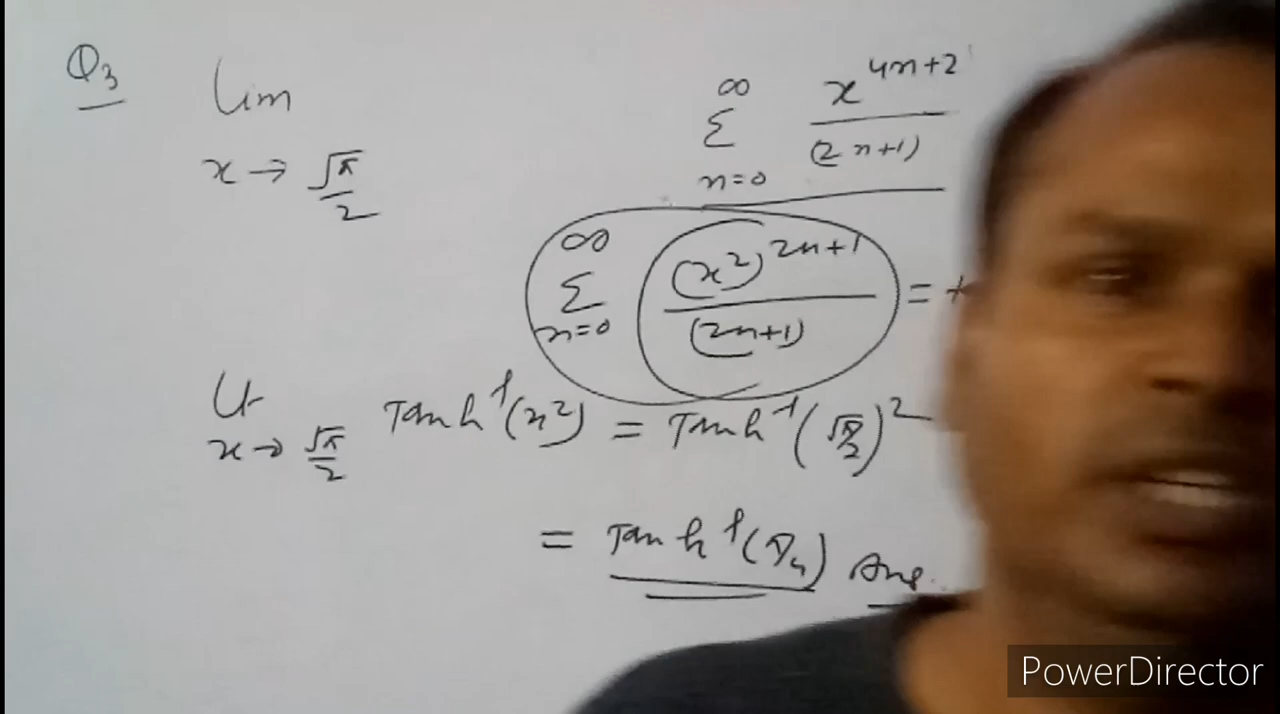 Q3 lim x→√π/2 ∞ Σ n=0 x^4n+2 / (2n+1)
∞ Σ n=0 (x²)^2n+1 / (2n+1) =
Lt x→√π/2 Tanh⁻¹(x²) = Tanh⁻¹(√π/2)²
= Tanh⁻¹(π/4) Ans.
PowerDirector